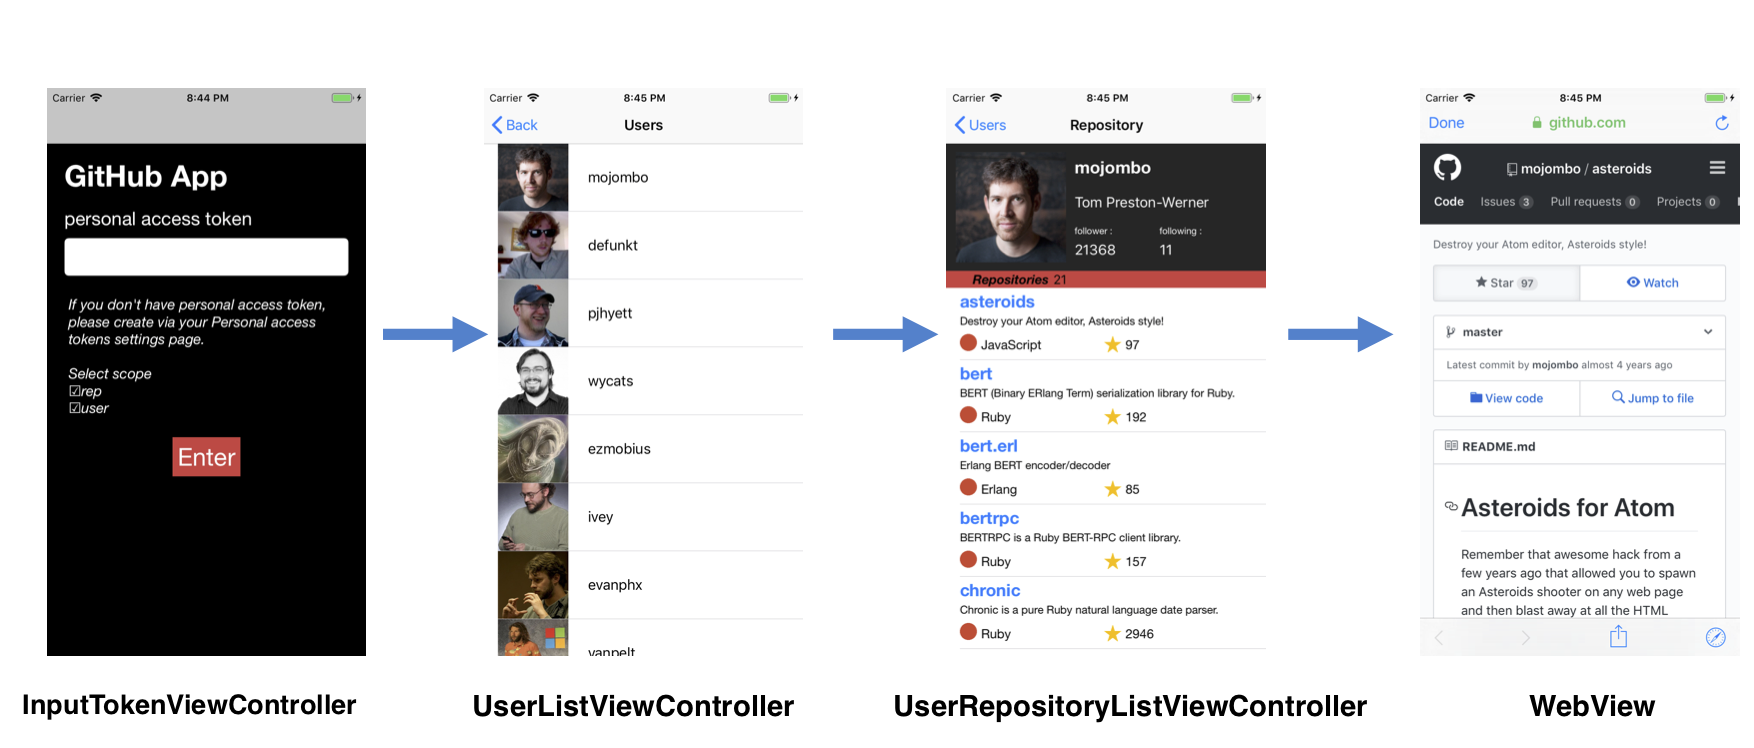 Carrier 8:44 PM
GitHub App
personal access token
If you don't have personal access token,
please create via your Personal access
tokens settings page.
Select scope
☑rep
☑user
Enter
InputTokenViewController
Carrier 8:45 PM
Back Users
mojombo
defunkt
pjhyett
wycats
ezmobius
ivey
evanphx
vanpelt
UserListViewController
Carrier 8:45 PM
Users Repository
mojombo
Tom Preston-Werner
follower : following :
21368 11
Repositories 21
asteroids
Destroy your Atom editor, Asteroids style!
JavaScript 97
bert
BERT (Binary ERlang Term) serialization library for Ruby.
Ruby 192
bert.erl
Erlang BERT encoder/decoder
Erlang 85
bertrpc
BERTRPC is a Ruby BERT-RPC client library.
Ruby 157
chronic
Chronic is a pure Ruby natural language date parser.
Ruby 2946
UserRepositoryListViewController
Carrier 8:45 PM
Done github.com
mojombo / asteroids
Code Issues 3 Pull requests 0 Projects 0
Destroy your Atom editor, Asteroids style!
Star 97 Watch
master
Latest commit by mojombo almost 4 years ago
View code Jump to file
README.md
Asteroids for Atom
Remember that awesome hack from a
few years ago that allowed you to spawn
an Asteroids shooter on any web page
and then blast away at all the HTML
WebView